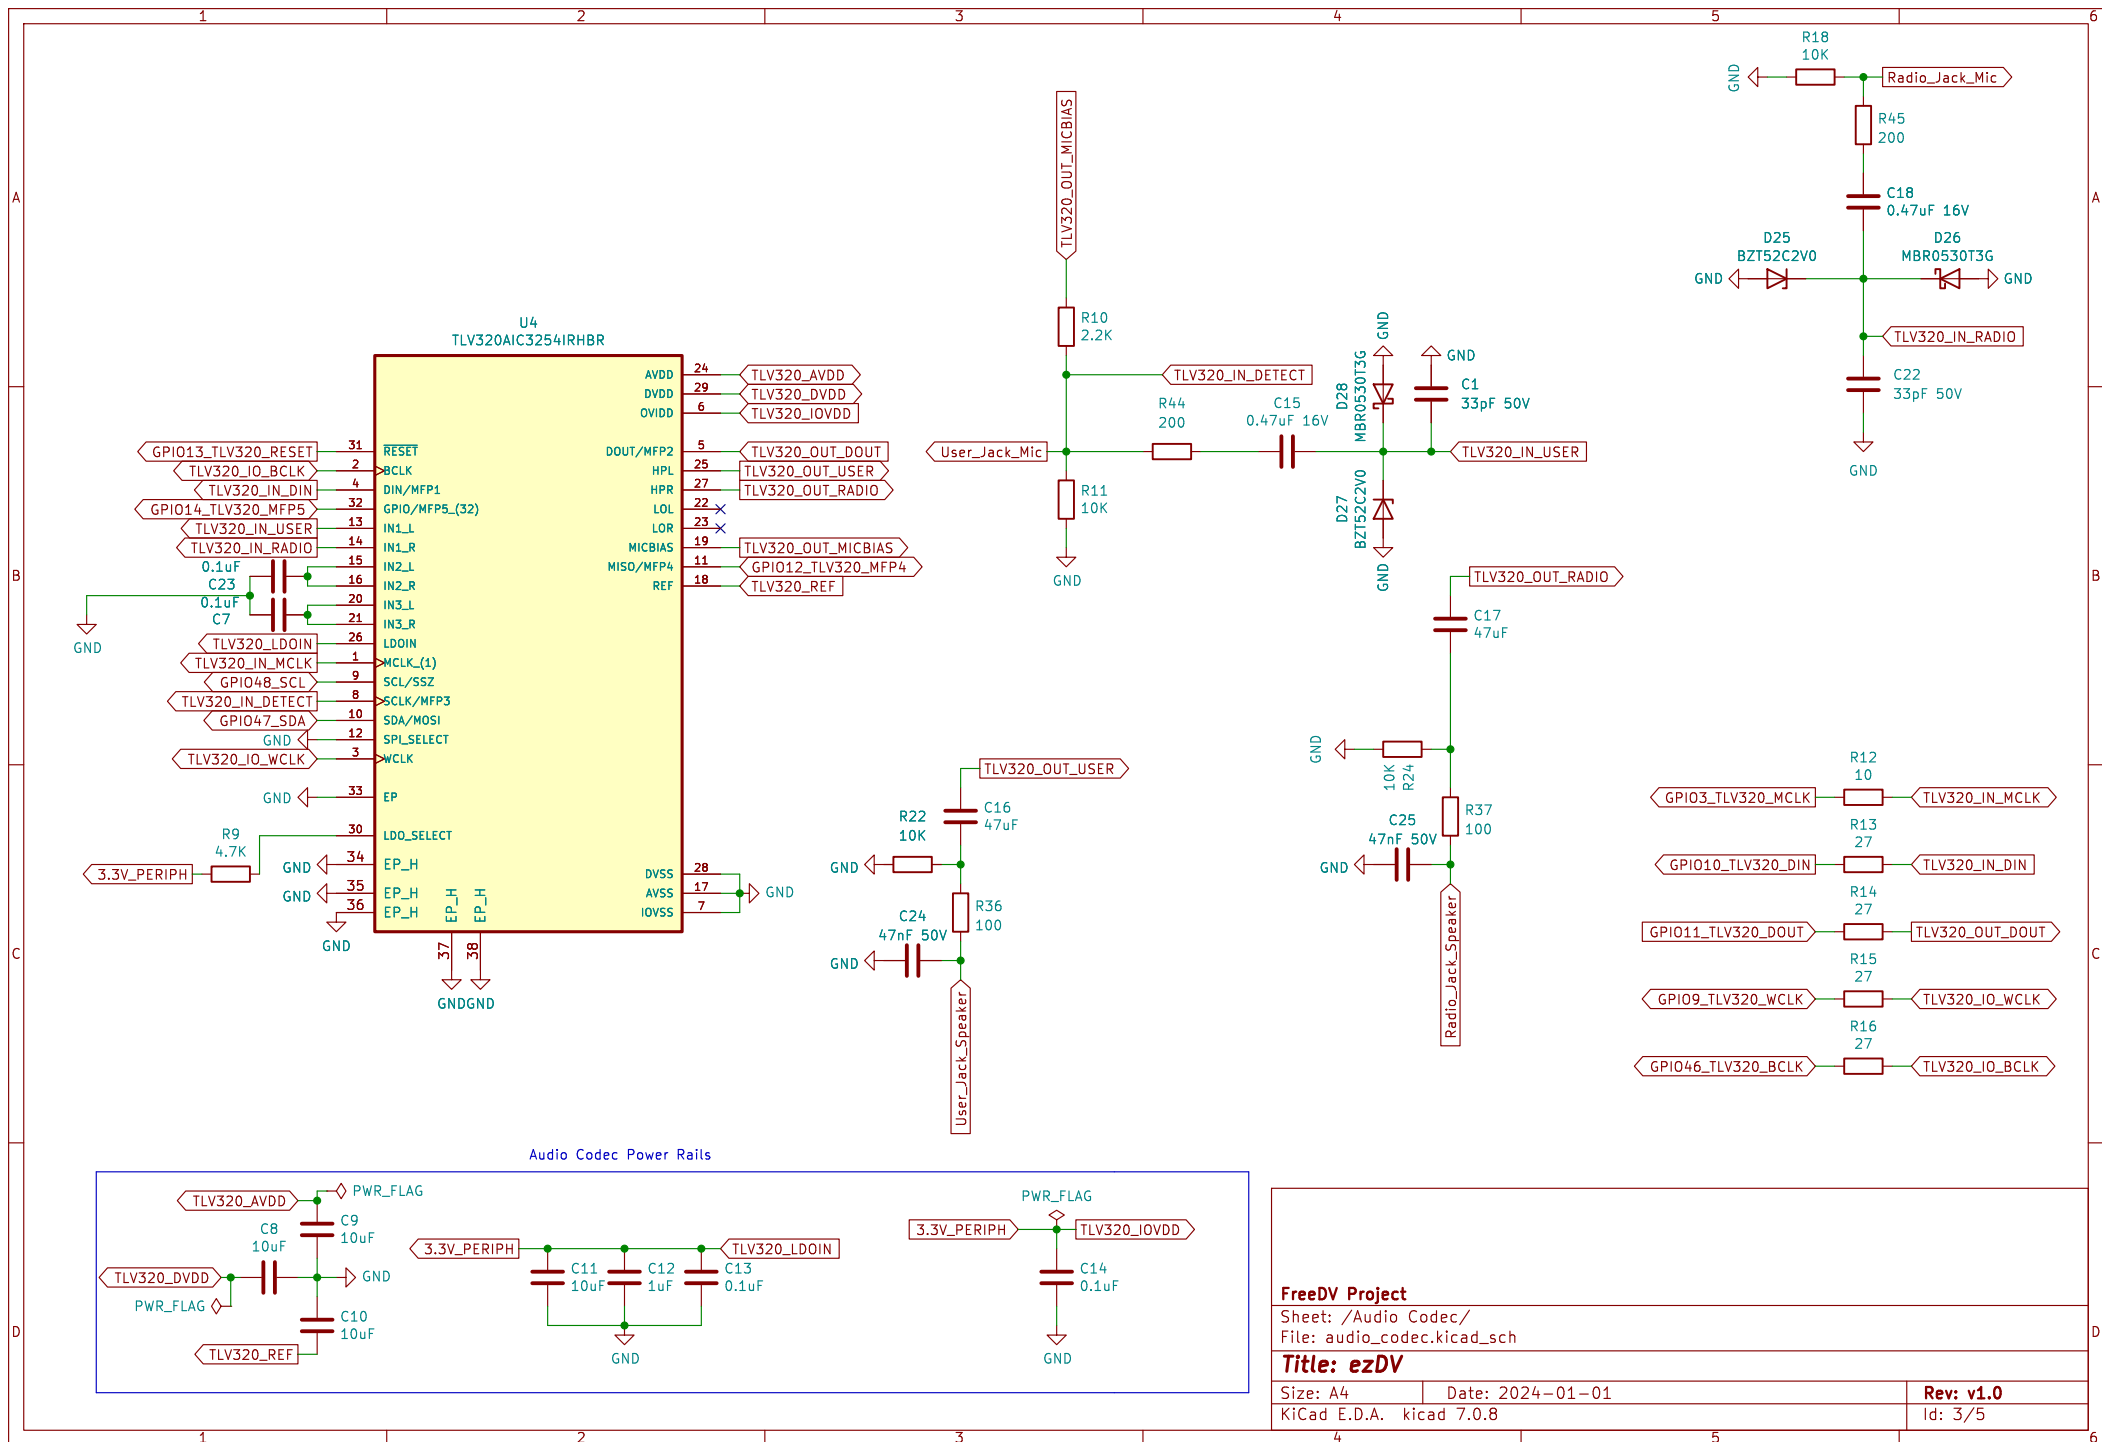 1 2 3 4 5 6
R18
10K
GND
Radio_Jack_Mic
R45
200
TLV320_OUT_MICBIAS
A A
C18
0.47uF 16V
D25
BZT52C2V0
D26
MBR0530T3G
GND
GND
TLV320_IN_RADIO
C22
33pF 50V
GND
R10
2.2K
TLV320_IN_DETECT
GND
D28
MBR0530T3G
GND
C1
33pF 50V
R44
200
C15
0.47uF 16V
User_Jack_Mic
TLV320_IN_USER
R11
10K
GND
D27
BZT52C2V0
GND
U4
TLV320AIC3254IRHBR
AVDD 24 TLV320_AVDD
DVDD 29 TLV320_DVDD
OVIDD 6 TLV320_IOVDD
GPIO13_TLV320_RESET 31 RESET
DOUT/MFP2 5 TLV320_OUT_DOUT
TLV320_IO_BCLK 2 BCLK
HPL 25 TLV320_OUT_USER
TLV320_IN_DIN 4 DIN/MFP1
HPR 27 TLV320_OUT_RADIO
GPIO14_TLV320_MFP5 32 GPIO/MFP5_(32)
LOL 22
TLV320_IN_USER 13 IN1_L
LOR 23
TLV320_IN_RADIO 14 IN1_R
MICBIAS 19 TLV320_OUT_MICBIAS
0.1uF
C23
15 IN2_L
MISO/MFP4 11 GPIO12_TLV320_MFP4
16 IN2_R
REF 18 TLV320_REF
0.1uF
C7
20 IN3_L
21 IN3_R
GND
TLV320_LDOIN 26 LDOIN
TLV320_IN_MCLK 1 MCLK_(1)
GPIO48_SCL 9 SCL/SSZ
TLV320_IN_DETECT 8 SCLK/MFP3
GPIO47_SDA 10 SDA/MOSI
GND 12 SPI_SELECT
TLV320_IO_WCLK 3 WCLK
GND 33 EP
30 LDO_SELECT
R9
4.7K
3.3V_PERIPH
GND 34 EP_H
GND 35 EP_H
36 EP_H
GND
EP_H EP_H
37 38
GND GND
DVSS 28
AVSS 17 GND
IOVSS 7
B B
TLV320_OUT_RADIO
C17
47uF
GND
10K
R24
R37
100
C25
47nF 50V
GND
Radio_Jack_Speaker
TLV320_OUT_USER
C16
47uF
R22
10K
GND
R36
100
C24
47nF 50V
GND
User_Jack_Speaker
R12
10
GPIO3_TLV320_MCLK TLV320_IN_MCLK
R13
27
GPIO10_TLV320_DIN TLV320_IN_DIN
R14
27
GPIO11_TLV320_DOUT TLV320_OUT_DOUT
R15
27
GPIO9_TLV320_WCLK TLV320_IO_WCLK
R16
27
GPIO46_TLV320_BCLK TLV320_IO_BCLK
C C
Audio Codec Power Rails
TLV320_AVDD
PWR_FLAG
C9
10uF
C8
10uF
TLV320_DVDD
GND
PWR_FLAG
C10
10uF
TLV320_REF
3.3V_PERIPH
TLV320_LDOIN
C11
10uF
C12
1uF
C13
0.1uF
GND
PWR_FLAG
3.3V_PERIPH
TLV320_IOVDD
C14
0.1uF
GND
D D
FreeDV Project
Sheet: /Audio Codec/
File: audio_codec.kicad_sch
Title: ezDV
Size: A4 Date: 2024-01-01 Rev: v1.0
KiCad E.D.A. kicad 7.0.8 Id: 3/5
1 2 3 4 5 6